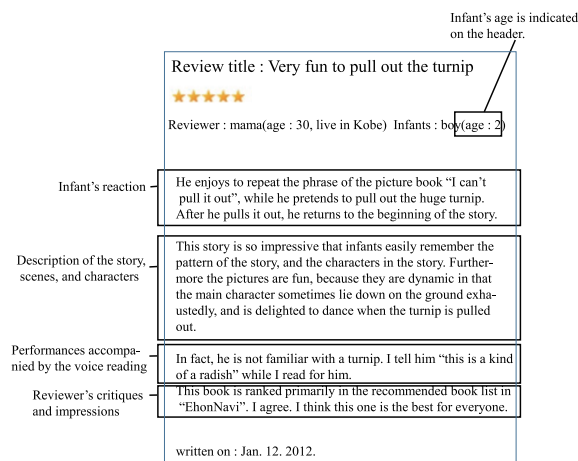 Infant's age is indicated
on the header.
Review title : Very fun to pull out the turnip
Reviewer : mama(age : 30, live in Kobe)  Infants : boy(age : 2)
Infant's reaction
He enjoys to repeat the phrase of the picture book “I can't
pull it out”, while he pretends to pull out the huge turnip.
After he pulls it out, he returns to the beginning of the story.
Description of the story,
scenes, and characters
This story is so impressive that infants easily remember the
pattern of the story, and the characters in the story. Further-
more the pictures are fun, because they are dynamic in that
the main character sometimes lie down on the ground exha-
ustedly, and is delighted to dance when the turnip is pulled
out.
Performances accompa-
nied by the voice reading
In fact, he is not familiar with a turnip. I tell him “this is a kind
of a radish” while I read for him.
Reviewer's critiques
and impressions
This book is ranked primarily in the recommended book list in
“EhonNavi”. I agree. I think this one is the best for everyone.
written on : Jan. 12. 2012.